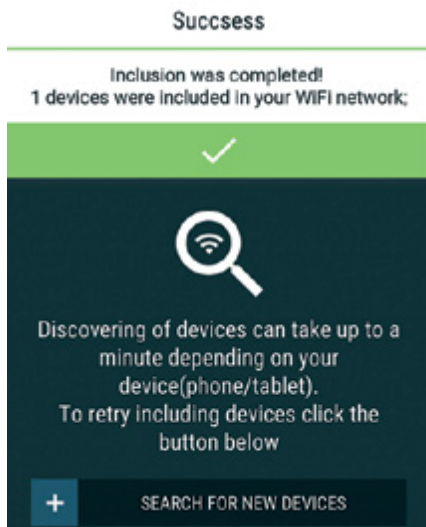 Succsess
Inclusion was completed!
1 devices were included in your WiFi network;
Discovering of devices can take up to a
minute depending on your
device(phone/tablet).
To retry including devices click the
button below
+ SEARCH FOR NEW DEVICES